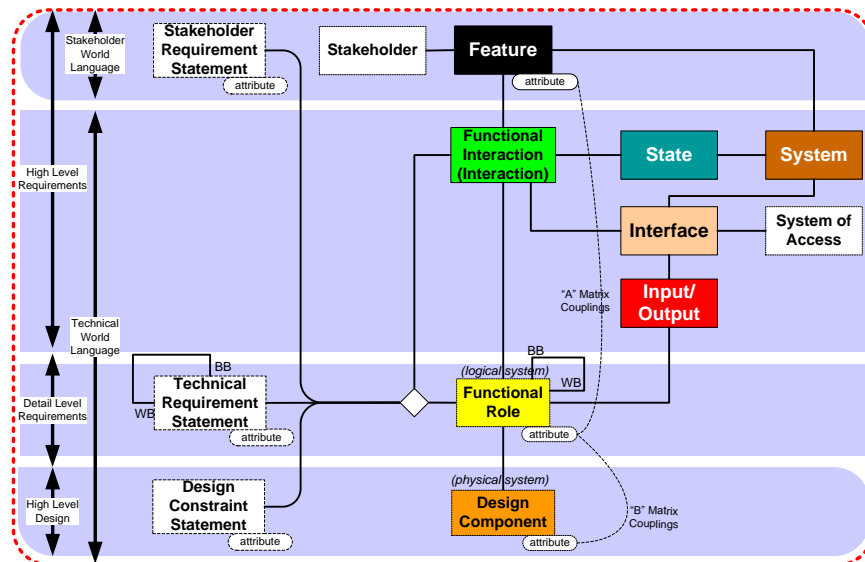 Stakeholder
World
Language
Stakeholder
Requirement
Statement
attribute
Stakeholder
Feature
attribute
High Level
Requirements
Functional
Interaction
(Interaction)
State
System
Interface
System of
Access
"A" Matrix
Couplings
Input/
Output
Technical
World
Language
BB
WB
Technical
Requirement
Statement
attribute
(logical system)
BB
WB
Functional
Role
attribute
Detail Level
Requirements
High Level
Design
Design
Constraint
Statement
attribute
(physical system)
Design
Component
attribute
"B" Matrix
Couplings